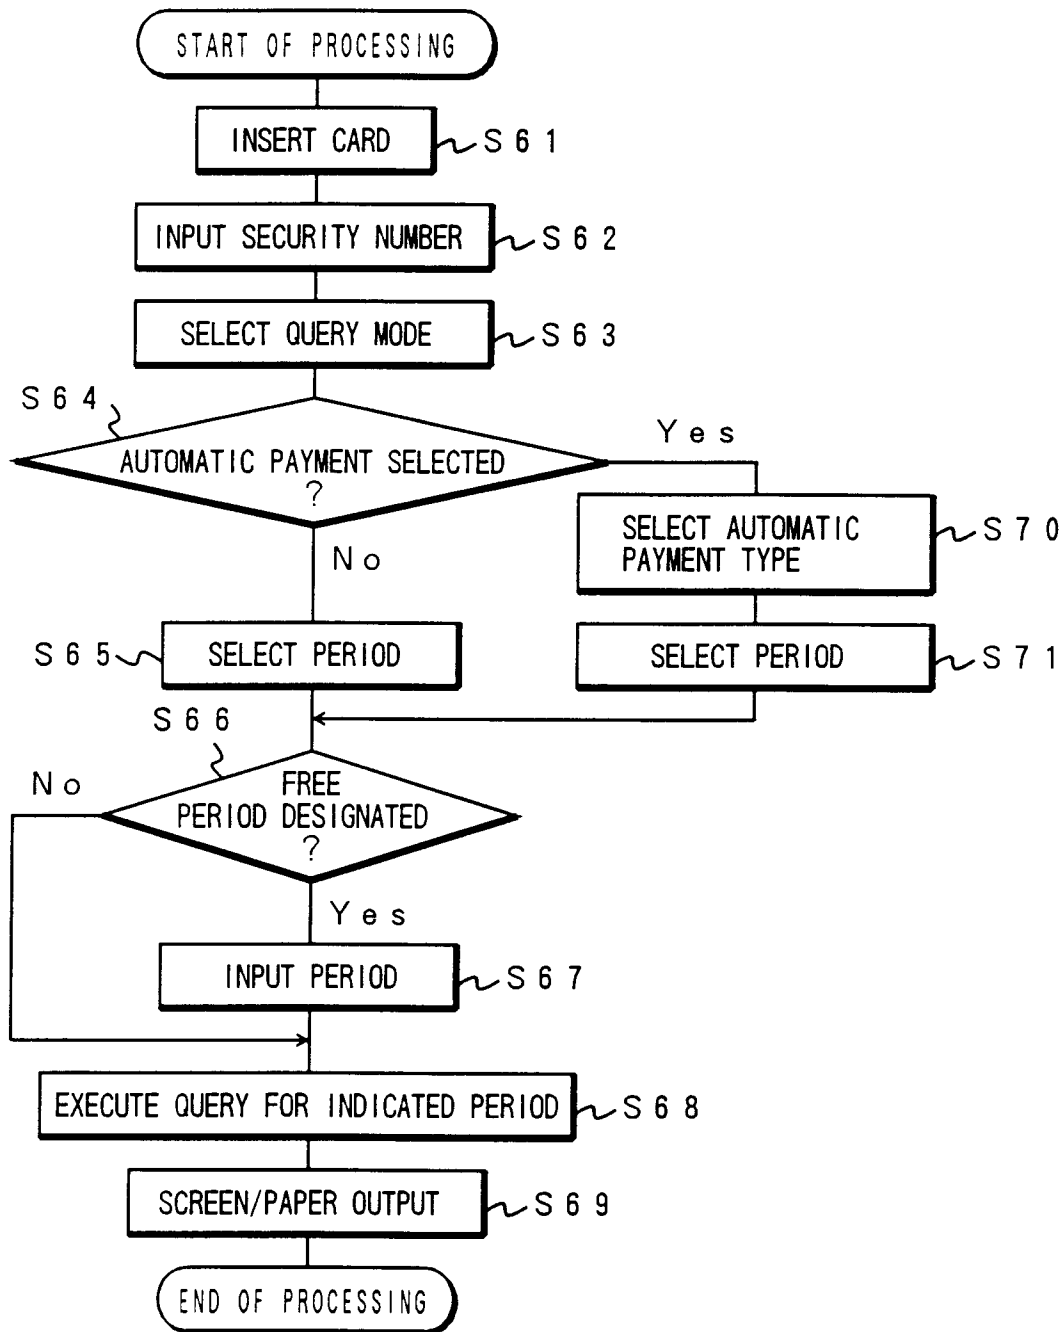 START OF PROCESSING
INSERT CARD
S61
INPUT SECURITY NUMBER
S62
SELECT QUERY MODE
S63
S64
AUTOMATIC PAYMENT SELECTED
?
Yes
No
SELECT AUTOMATIC
PAYMENT TYPE
S70
S65
SELECT PERIOD
SELECT PERIOD
S71
S66
No
FREE
PERIOD DESIGNATED
?
Yes
INPUT PERIOD
S67
EXECUTE QUERY FOR INDICATED PERIOD
S68
SCREEN/PAPER OUTPUT
S69
END OF PROCESSING